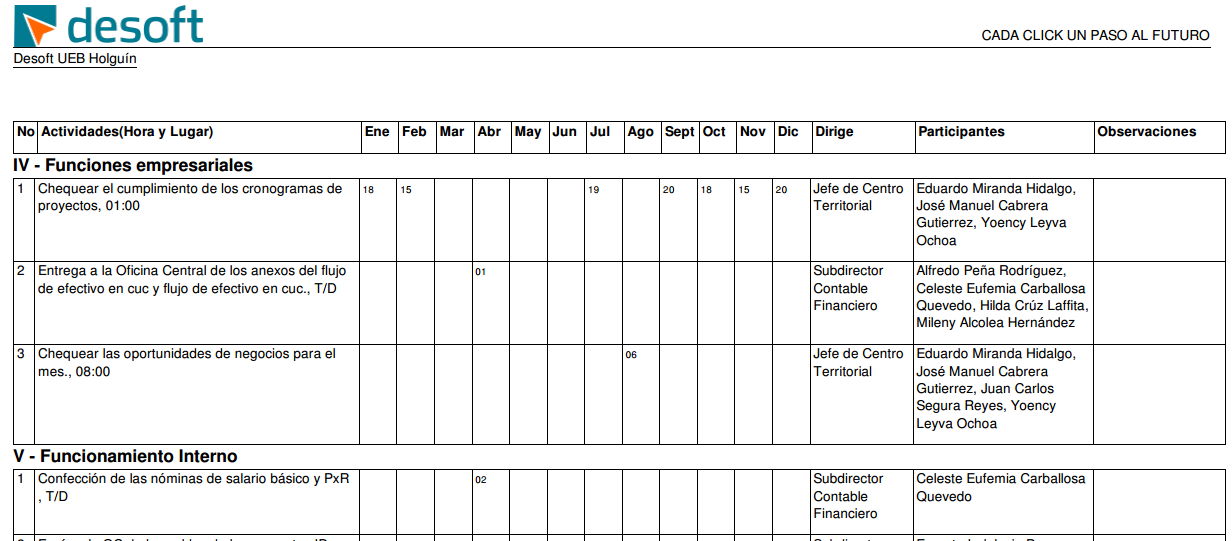 desoft
CADA CLICK UN PASO AL FUTURO
Desoft UEB Holguín
No Actividades(Hora y Lugar) Ene Feb Mar Abr May Jun Jul Ago Sept Oct Nov Dic Dirige Participantes Observaciones
IV - Funciones empresariales
1 Chequear el cumplimiento de los cronogramas de 18 15 19 20 18 15 20 Jefe de Centro Eduardo Miranda Hidalgo,
proyectos, 01:00 Territorial José Manuel Cabrera
Gutierrez, Yoency Leyva
Ochoa
2 Entrega a la Oficina Central de los anexos del flujo 01 Subdirector Alfredo Peña Rodríguez,
de efectivo en cuc y flujo de efectivo en cuc., T/D Contable Celeste Eufemia Carballosa
Financiero Quevedo, Hilda Crúz Laffita,
Mileny Alcolea Hernández
3 Chequear las oportunidades de negocios para el 06 Jefe de Centro Eduardo Miranda Hidalgo,
mes., 08:00 Territorial José Manuel Cabrera
Gutierrez, Juan Carlos
Segura Reyes, Yoency
Leyva Ochoa
V - Funcionamiento Interno
1 Confección de las nóminas de salario básico y PxR 02 Subdirector Celeste Eufemia Carballosa
, T/D Contable Quevedo
Financiero